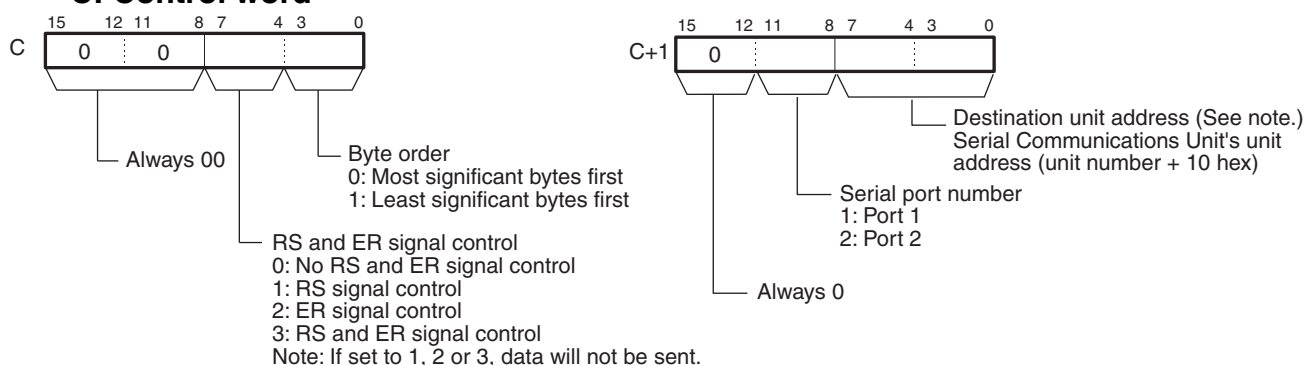 C: Control word
15 12 11 8 7 4 3 0
C 0 0
Always 00
Byte order
0: Most significant bytes first
1: Least significant bytes first
RS and ER signal control
0: No RS and ER signal control
1: RS signal control
2: ER signal control
3: RS and ER signal control
Note: If set to 1, 2 or 3, data will not be sent.
15 12 11 8 7 4 3 0
C+1 0
Destination unit address (See note.)
Serial Communications Unit's unit
address (unit number + 10 hex)
Serial port number
1: Port 1
2: Port 2
Always 0